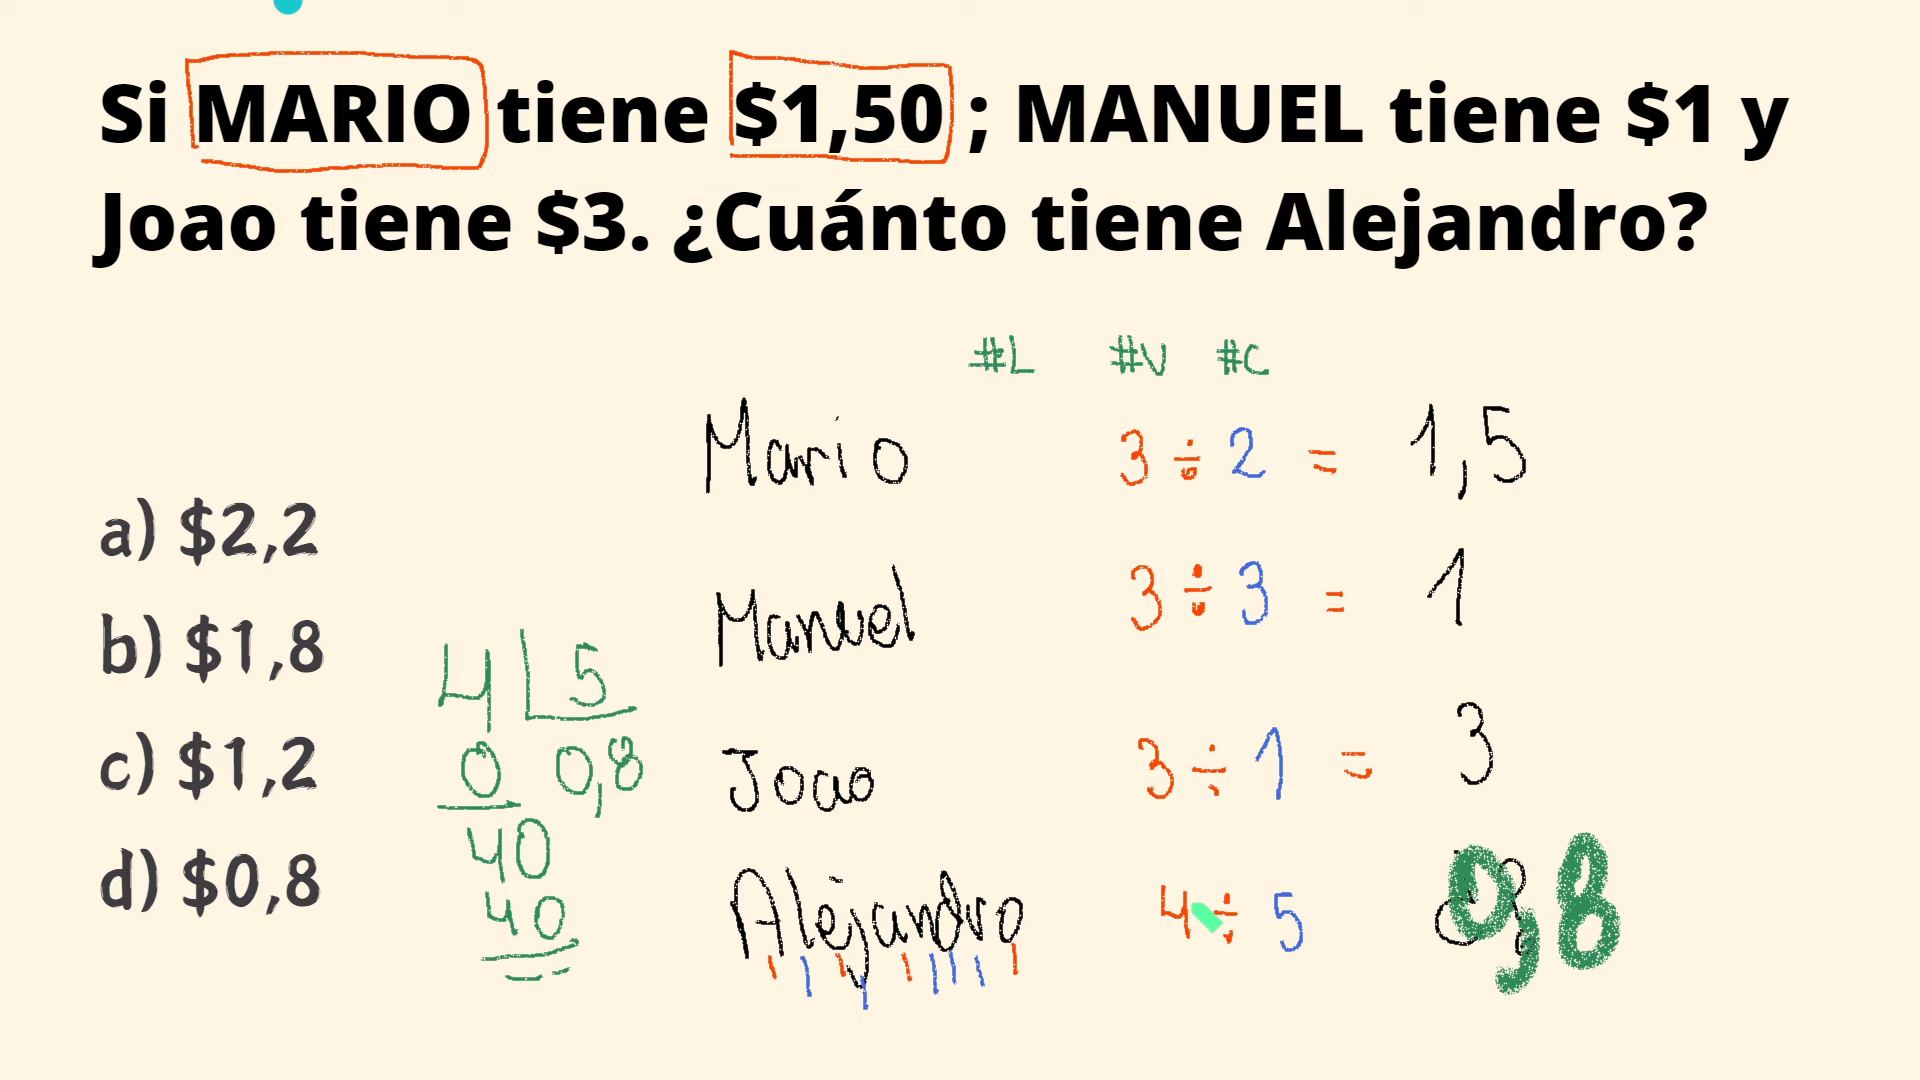 Si MARIO tiene $1,50 ; MANUEL tiene $1 y
Joao tiene $3. ¿Cuánto tiene Alejandro?
#L #V #C
Mario 3 ÷ 2 = 1,5
a) $2,2
Manuel 3 ÷ 3 = 1
b) $1,8
4 5
0 0,8
40
40
c) $1,2
Joao 3 ÷ 1 = 3
d) $0,8
Alejandro 4 ÷ 5 0,8